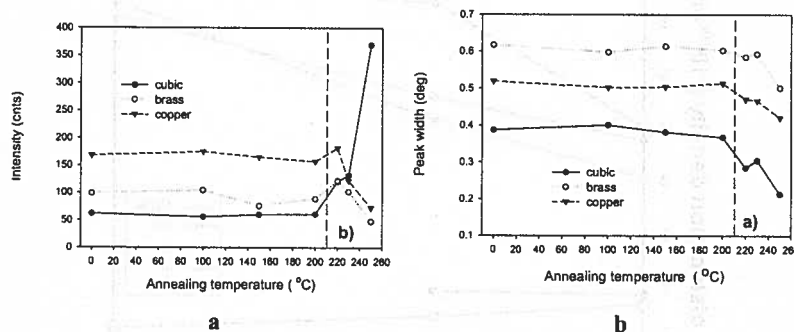 400
350
300
250
200
150
100
50
0
Intensity (cnts)
cubic
brass
copper
b)
0 20 40 60 80 100 120 140 160 180 200 220 240 260
Annealing temperature ( °C)
a
0.7
0.6
0.5
0.4
0.3
0.2
0.1
Peak width (deg)
cubic
brass
copper
a)
0 20 40 60 80 100 120 140 160 180 200 220 240 260
Annealing temperature ( °C)
b